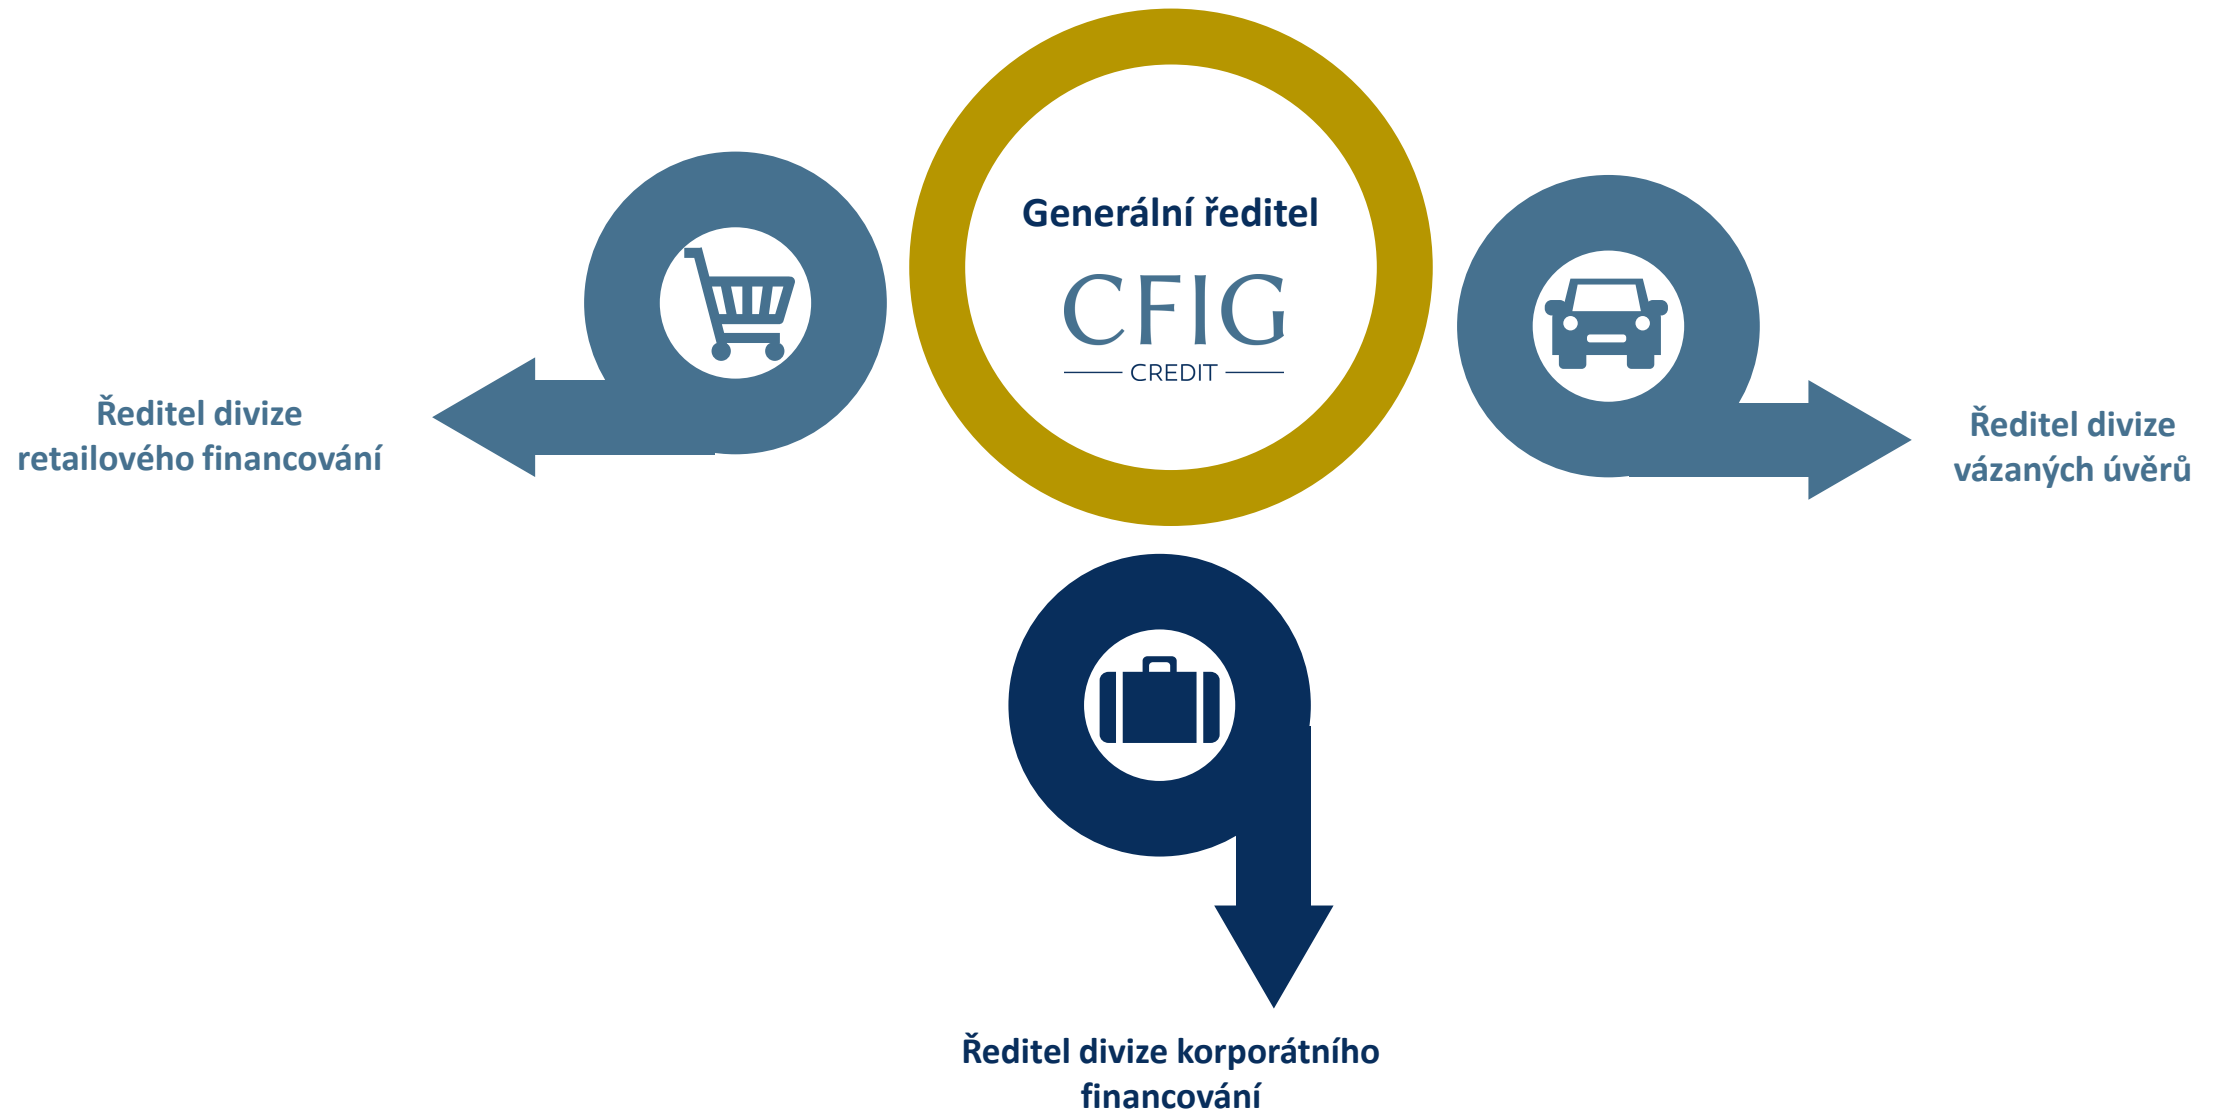 Generální ředitel
CFIG
CREDIT
Ředitel divize
retailového financování
Ředitel divize
vázaných úvěrů
Ředitel divize korporátního
financování